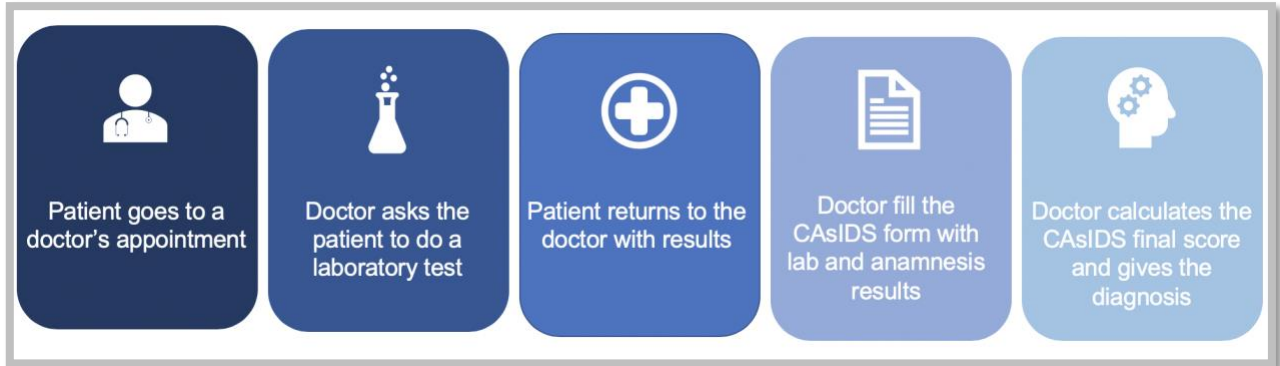 Patient goes to a
doctor's appointment
Doctor asks the
patient to do a
laboratory test
Patient returns to the
doctor with results
Doctor fill the
CAsIDS form with
lab and anamnesis
results
Doctor calculates the
CAsIDS final score
and gives the
diagnosis